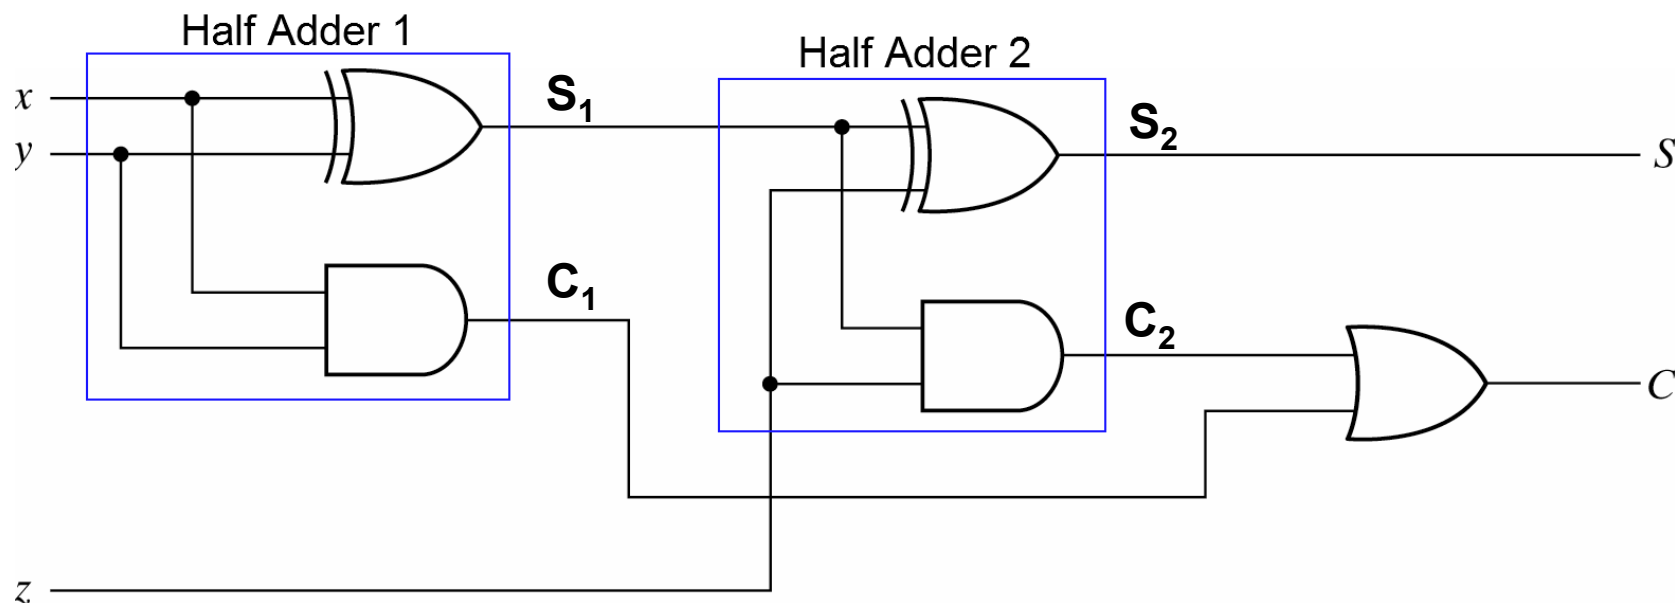 Half Adder 1
Half Adder 2
x
y
S₁
S₂
S
C₁
C₂
C
z